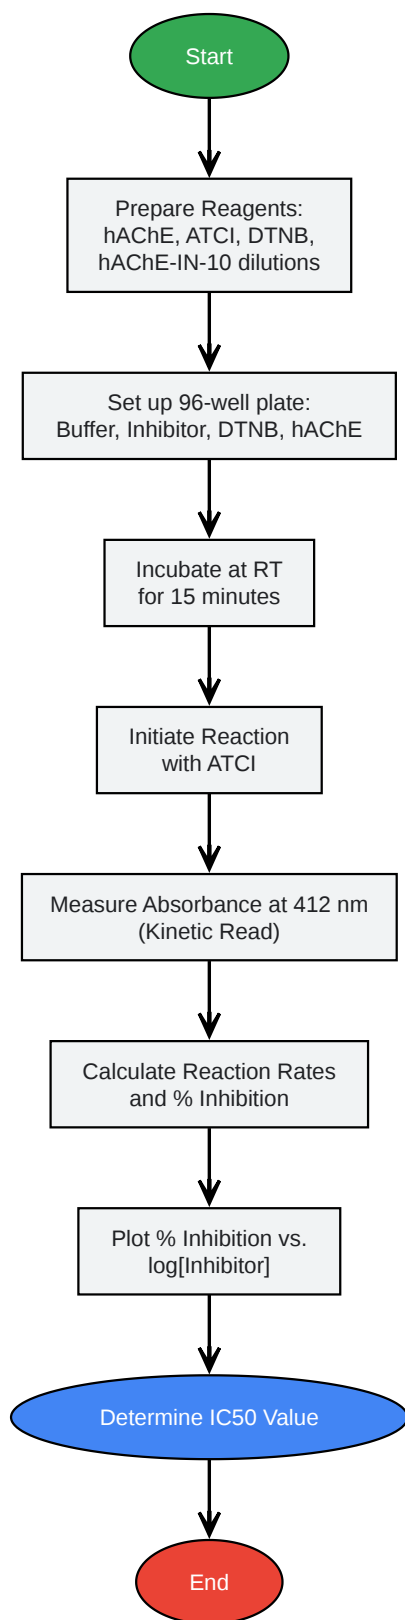 Start
Prepare Reagents:
hAChE, ATCI, DTNB,
hAChE-IN-10 dilutions
Set up 96-well plate:
Buffer, Inhibitor, DTNB, hAChE
Incubate at RT
for 15 minutes
Initiate Reaction
with ATCI
Measure Absorbance at 412 nm
(Kinetic Read)
Calculate Reaction Rates
and % Inhibition
Plot % Inhibition vs.
log[Inhibitor]
Determine IC50 Value
End